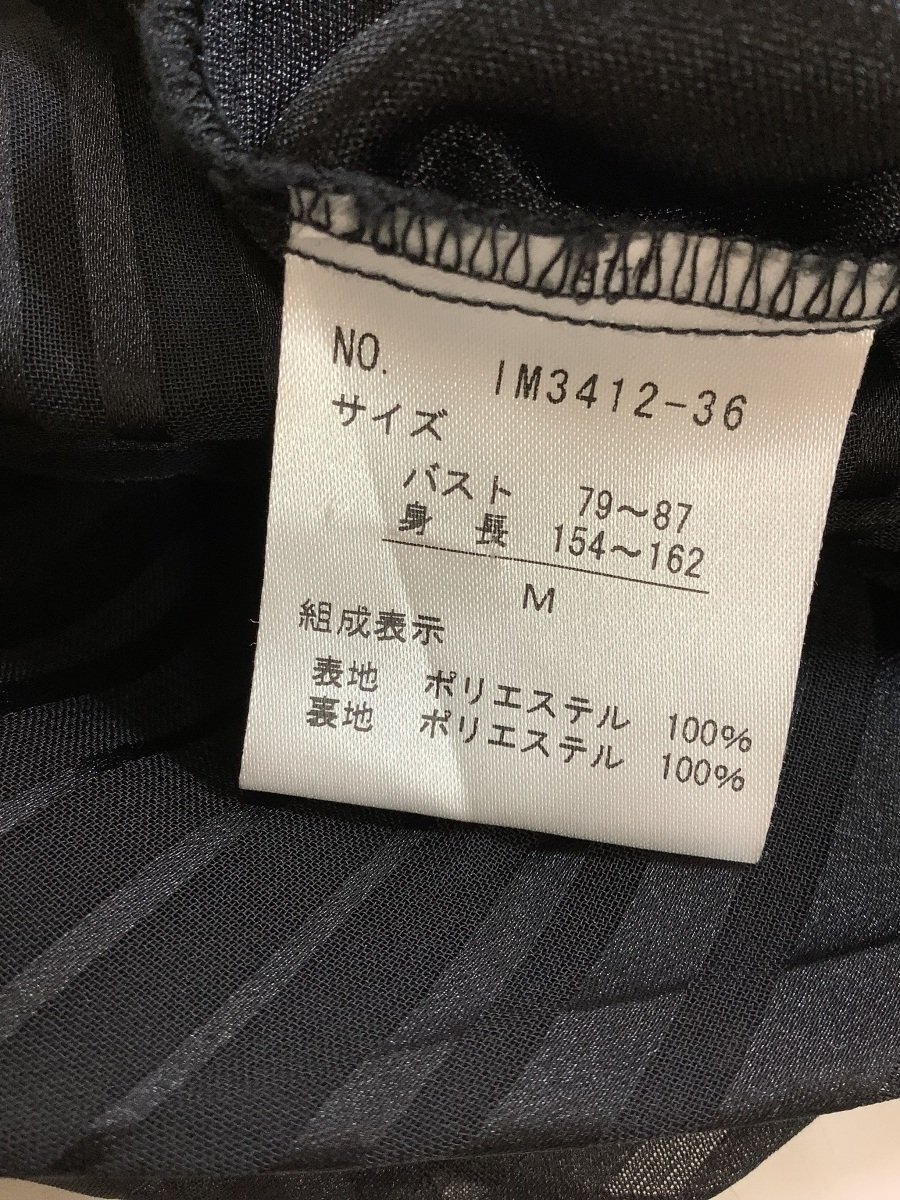 NO. IM3412-36
サイズ
バスト 79～87
身長 154～162
M
組成表示
表地 ポリエステル 100%
裏地 ポリエステル 100%